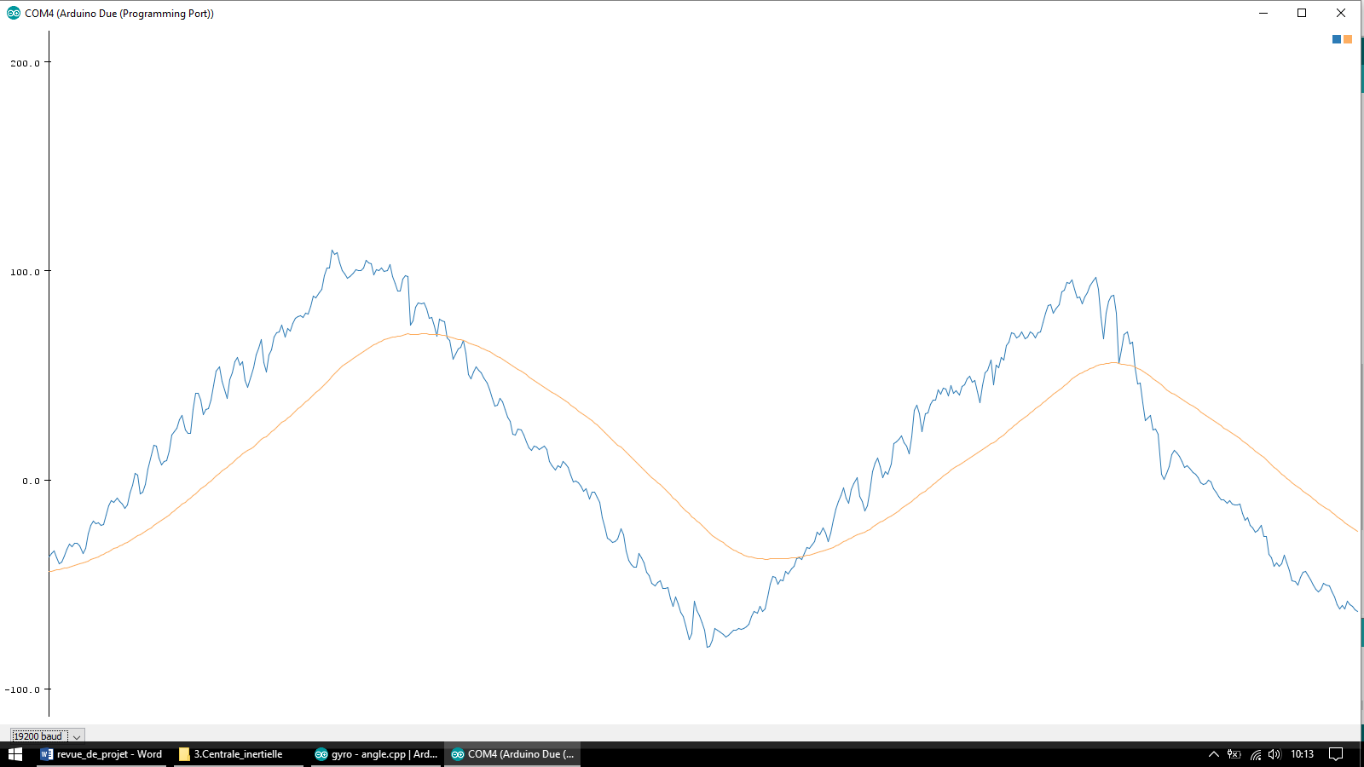 COM4 (Arduino Due (Programming Port))
200.0
100.0
0.0
-100.0
19200 baud
revue_de_projet - Word 3.Centrale_inertielle gyro - angle.cpp | Ard... COM4 (Arduino Due (... 10:13